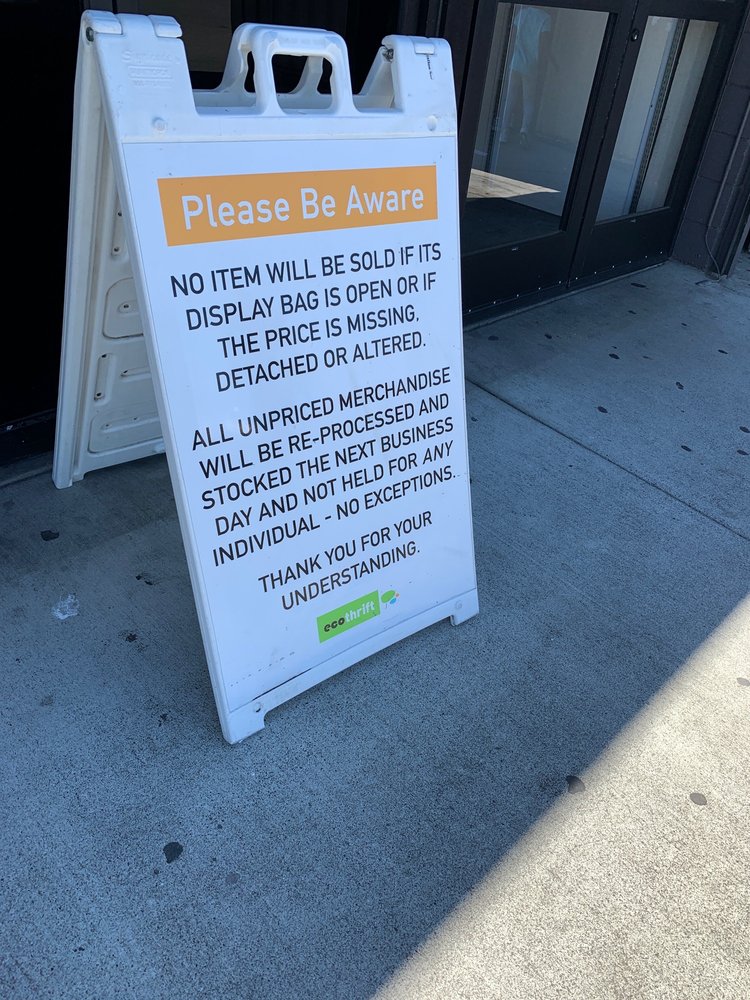 Please Be Aware
NO ITEM WILL BE SOLD IF ITS
DISPLAY BAG IS OPEN OR IF
THE PRICE IS MISSING,
DETACHED OR ALTERED.
ALL UNPRICED MERCHANDISE
WILL BE RE-PROCESSED AND
STOCKED THE NEXT BUSINESS
DAY AND NOT HELD FOR ANY
INDIVIDUAL - NO EXCEPTIONS.
THANK YOU FOR YOUR
UNDERSTANDING.
ecothrift